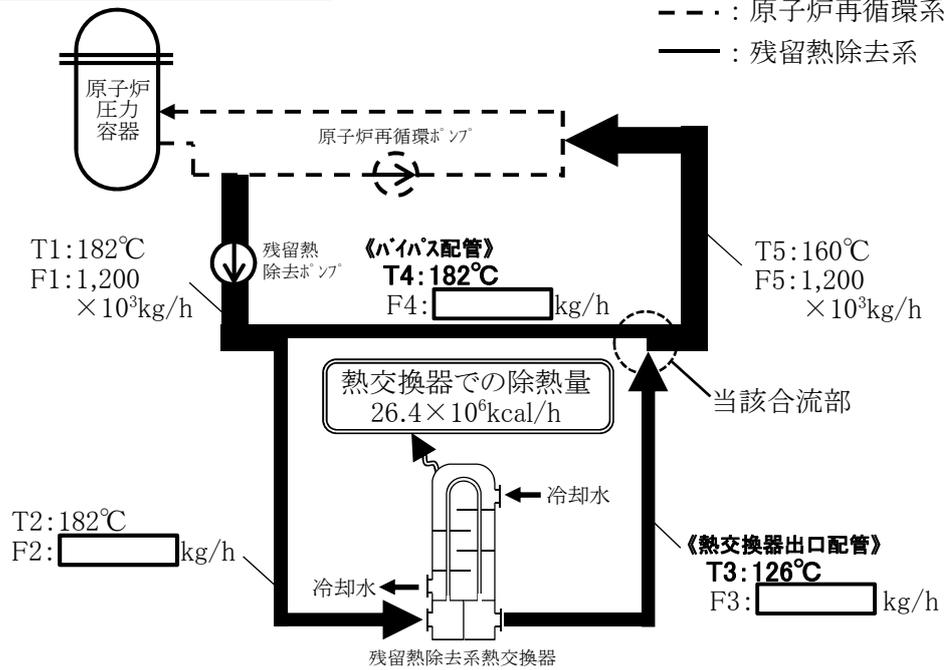 ：原子炉再循環系
：残留熱除去系
原子炉
圧力
容器
原子炉再循環ﾎﾟﾝﾌﾟ
T1:182℃
F1:1,200
×10³kg/h
残留熱
除去ﾎﾟﾝﾌﾟ
《ﾊﾞｲﾊﾟｽ配管》
T4:182℃
F4: kg/h
T5:160℃
F5:1,200
×10³kg/h
熱交換器での除熱量
26.4×10⁶kcal/h
当該合流部
冷却水
T2:182℃
F2: kg/h
冷却水
《熱交換器出口配管》
T3:126℃
F3: kg/h
残留熱除去系熱交換器